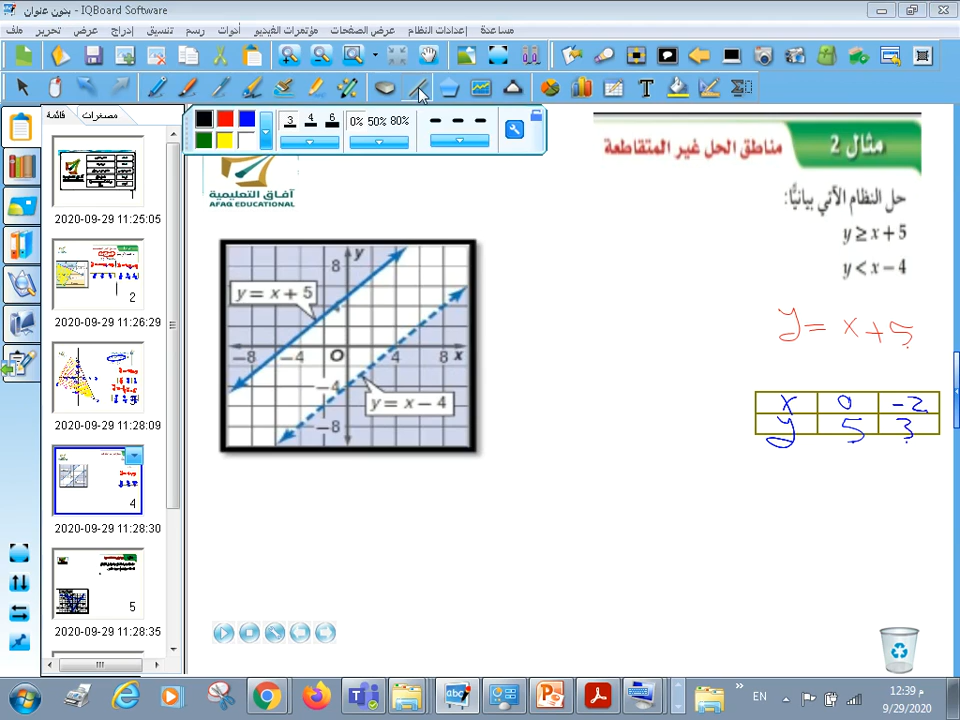 بدون عنوان - IQBoard Software
ملف تحرير عرض إدراج تنسيق رسم أدوات مؤتمرات الفيديو عرض الصفحات إعدادات النظام مساعدة
قائمة مصغرات
3 4 6 0% 50% 80%
2020-09-29 11:25:05
2
2020-09-29 11:26:29
3
2020-09-29 11:28:09
4
2020-09-29 11:28:30
5
2020-09-29 11:28:35
آفاق التعليمية
AFAQ EDUCATIONAL
مثال 2 مناطق الحل غير المتقاطعة
حل النظام الآتي بيانيًّا:
y ≥ x + 5
y < x − 4
y = x + 5
x 0 -2
y 5 3
y
8
y = x + 5
−8 −4 O 4 8 x
−4
y = x − 4
−8
EN
12:39 م
9/29/2020